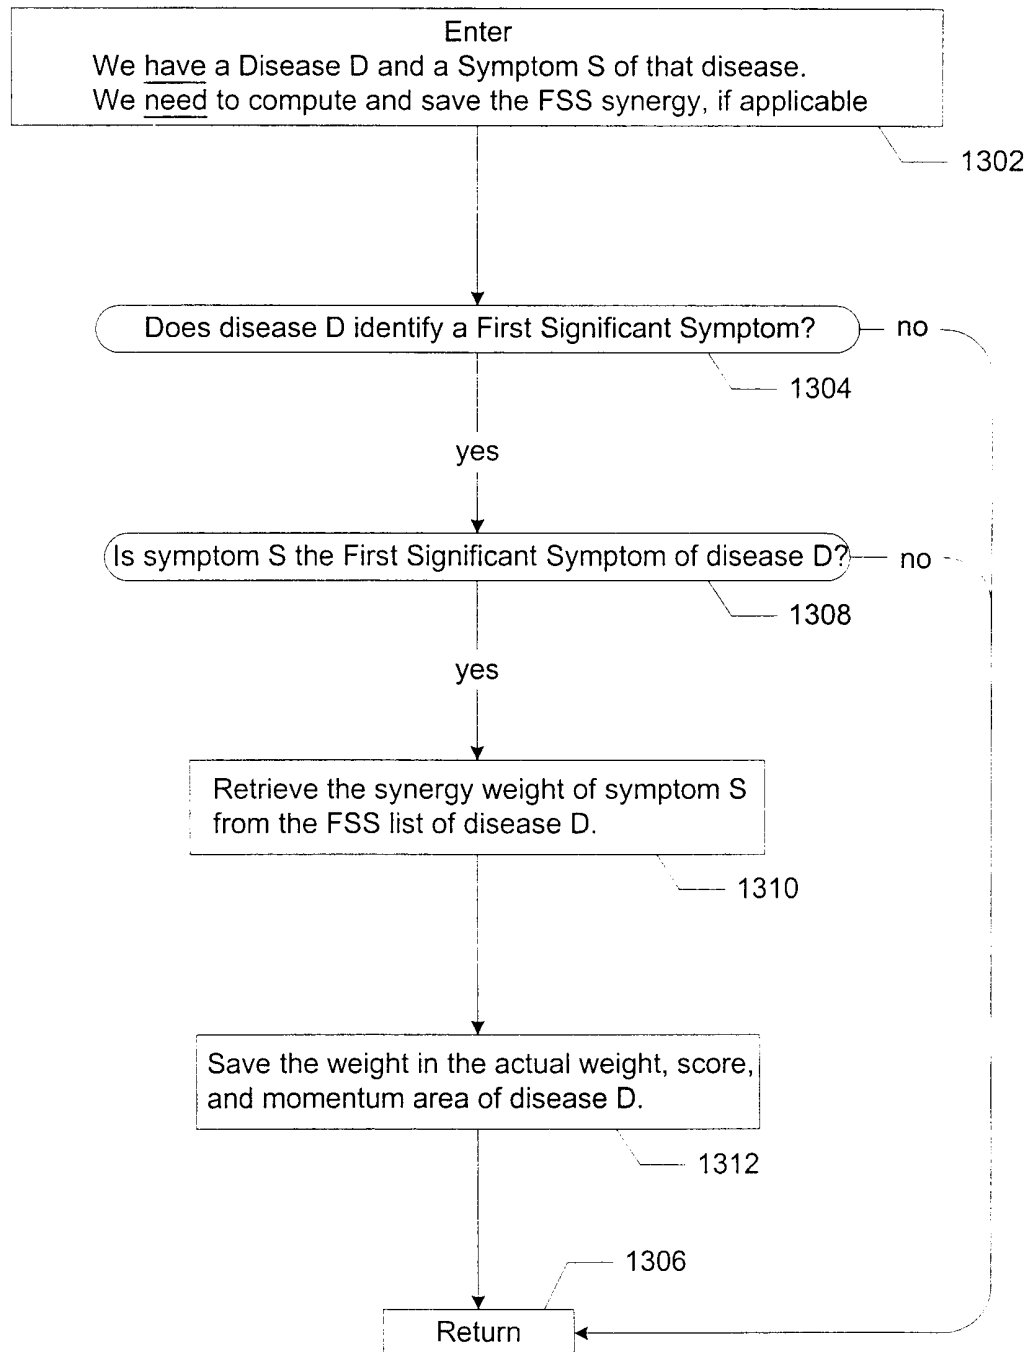 Enter
We have a Disease D and a Symptom S of that disease.
We need to compute and save the FSS synergy, if applicable
1302
Does disease D identify a First Significant Symptom?
no
1304
yes
Is symptom S the First Significant Symptom of disease D?
no
1308
yes
Retrieve the synergy weight of symptom S
from the FSS list of disease D.
1310
Save the weight in the actual weight, score,
and momentum area of disease D.
1312
1306
Return